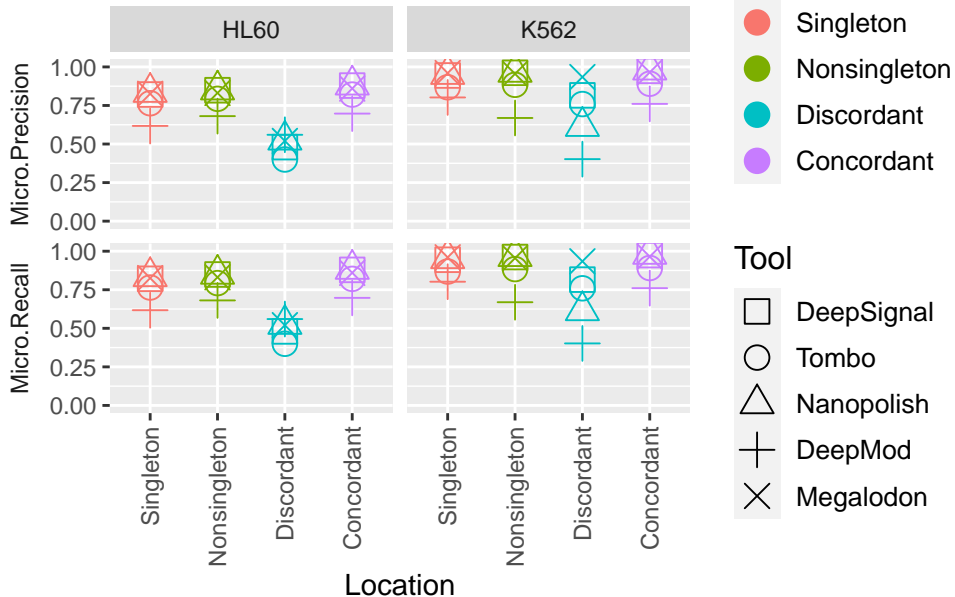 HL60
K562
Micro.Precision
1.00
0.75
0.50
0.25
0.00
Micro.Recall
1.00
0.75
0.50
0.25
0.00
Singleton
Nonsingleton
Discordant
Concordant
Singleton
Nonsingleton
Discordant
Concordant
Location
Singleton
Nonsingleton
Discordant
Concordant
Tool
DeepSignal
Tombo
Nanopolish
DeepMod
Megalodon